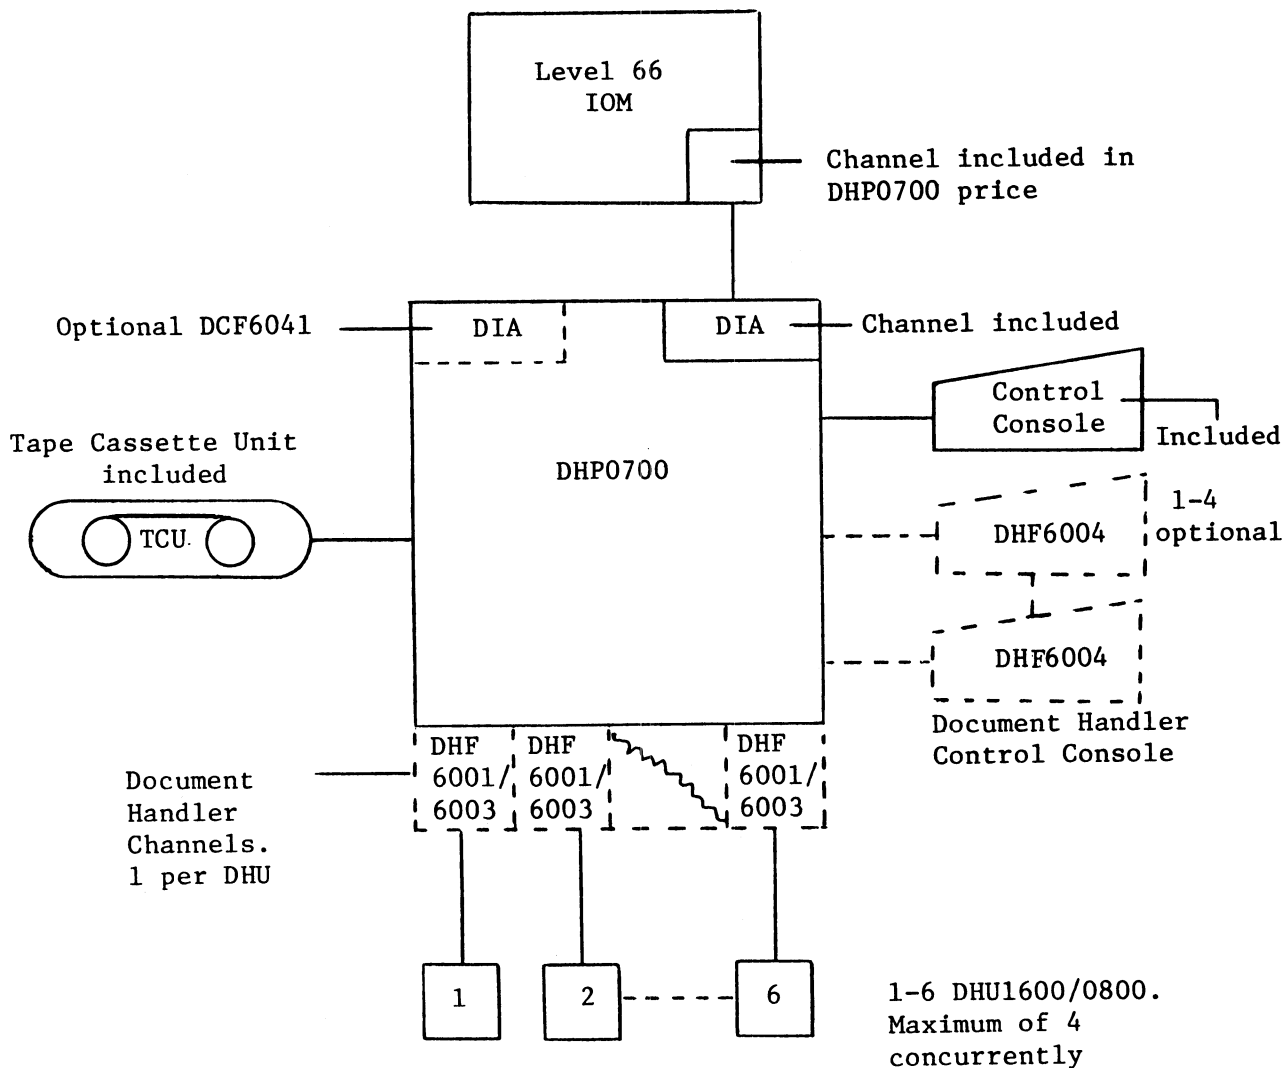 Level 66
IOM
Channel included in
DHP0700 price
Optional DCF6041
DIA
DIA
Channel included
Control
Console
Included
Tape Cassette Unit
included
TCU.
DHP0700
DHF6004
1-4
optional
DHF6004
Document Handler
Control Console
Document
Handler
Channels.
1 per DHU
DHF
6001/
6003
DHF
6001/
6003
DHF
6001/
6003
1
2
6
1-6 DHU1600/0800.
Maximum of 4
concurrently